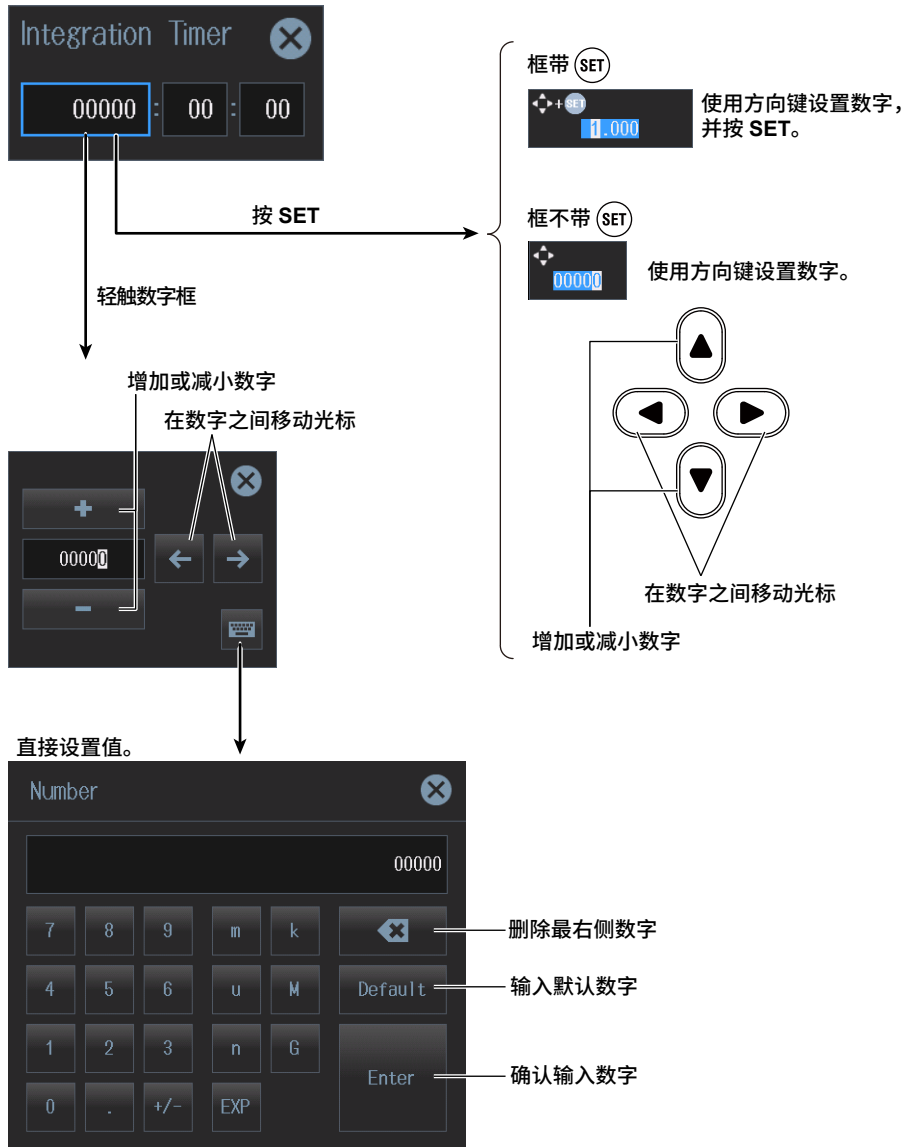 Integration Timer
00000 : 00 : 00
按 SET
轻触数字框
框带 SET
+SET
1.000
使用方向键设置数字，
并按 SET。
框不带 SET
00000
使用方向键设置数字。
在数字之间移动光标
增加或减小数字
增加或减小数字
在数字之间移动光标
+
00000
−
直接设置值。
Number
00000
7 8 9 m k
删除最右侧数字
4 5 6 u M Default
输入默认数字
1 2 3 n G
Enter
确认输入数字
0 . +/- EXP